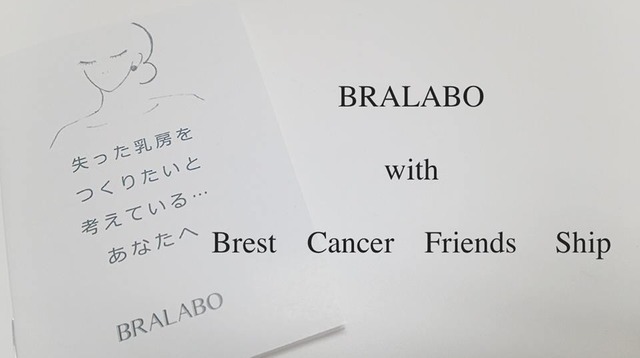 失った乳房を
つくりたいと
考えている…
あなたへ
BRALABO
BRALABO
with
Brest Cancer Friends Ship